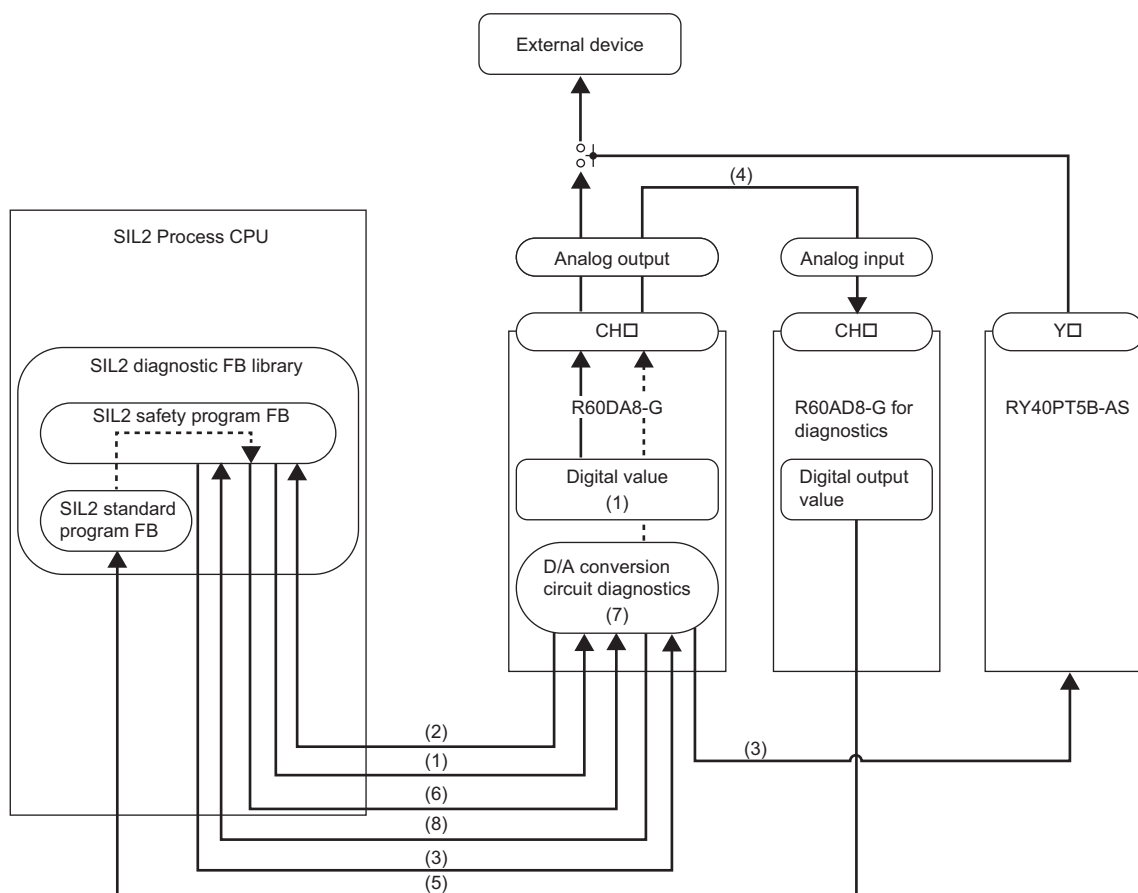 External device
(4)
SIL2 Process CPU
Analog output
Analog input
CH□
CH□
Y□
SIL2 diagnostic FB library
SIL2 safety program FB
R60DA8-G
R60AD8-G for
diagnostics
RY40PT5B-AS
SIL2 standard
program FB
Digital value
(1)
Digital output
value
D/A conversion
circuit diagnostics
(7)
(2)
(3)
(1)
(6)
(8)
(3)
(5)